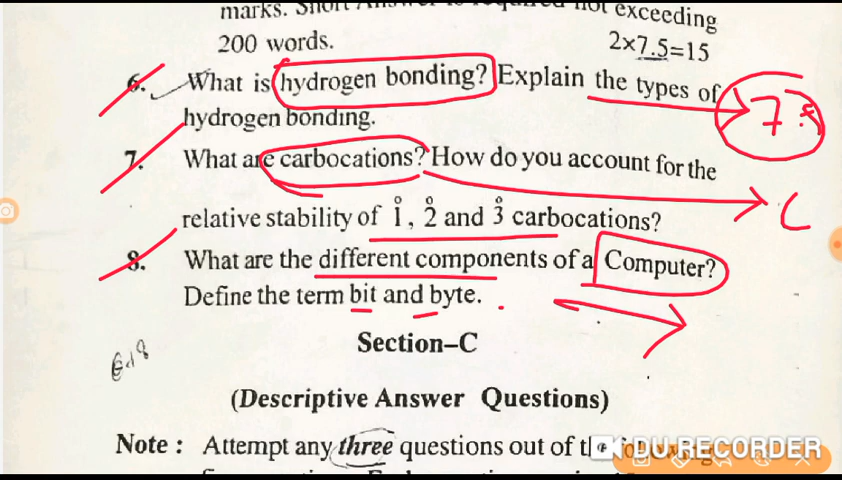 marks. Short Answer is required not exceeding
200 words. 2×7.5=15
6. What is hydrogen bonding? Explain the types of
hydrogen bonding.
7. What are carbocations? How do you account for the
relative stability of 1°, 2° and 3° carbocations?
8. What are the different components of a Computer?
Define the term bit and byte.
Section–C
(Descriptive Answer Questions)
Note : Attempt any three questions out of the following
DU RECORDER